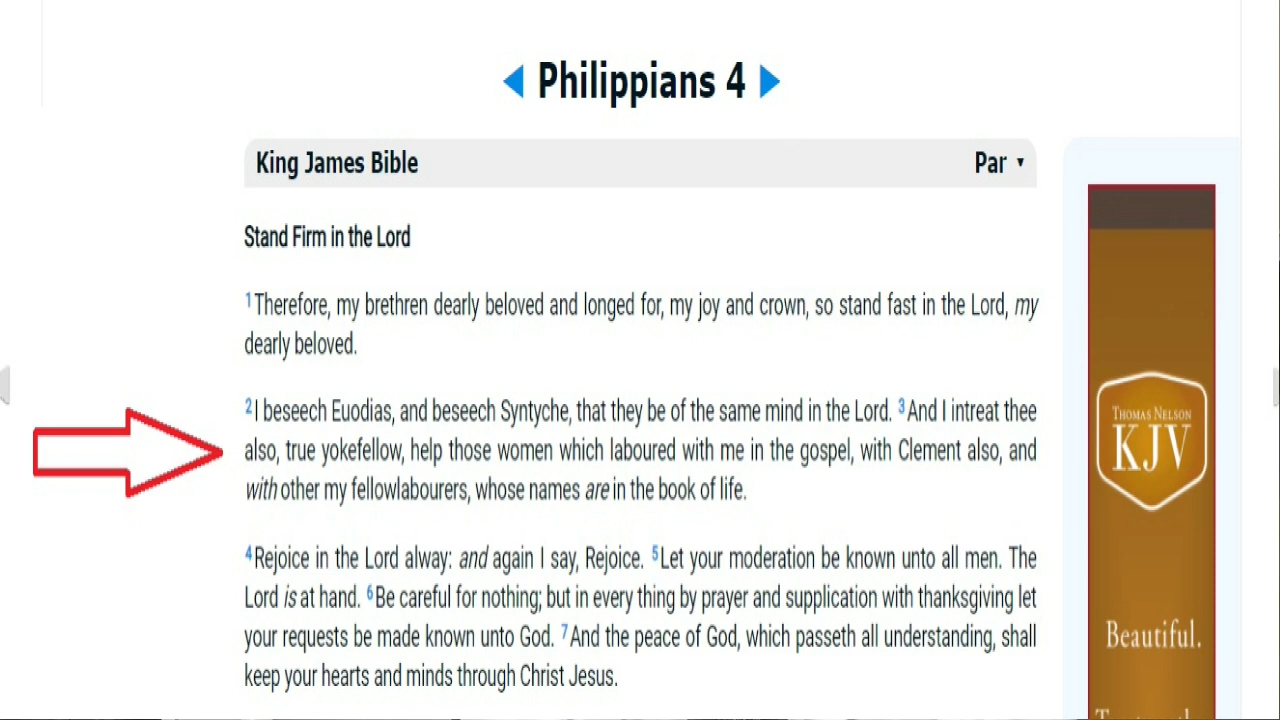 Philippians 4
King James Bible
Par
Stand Firm in the Lord
1Therefore, my brethren dearly beloved and longed for, my joy and crown, so stand fast in the Lord, my
dearly beloved.
2I beseech Euodias, and beseech Syntyche, that they be of the same mind in the Lord. 3And I intreat thee
also, true yokefellow, help those women which laboured with me in the gospel, with Clement also, and
with other my fellowlabourers, whose names are in the book of life.
4Rejoice in the Lord alway: and again I say, Rejoice. 5Let your moderation be known unto all men. The
Lord is at hand. 6Be careful for nothing; but in every thing by prayer and supplication with thanksgiving let
your requests be made known unto God. 7And the peace of God, which passeth all understanding, shall
keep your hearts and minds through Christ Jesus.
THOMAS NELSON
KJV
Beautiful.